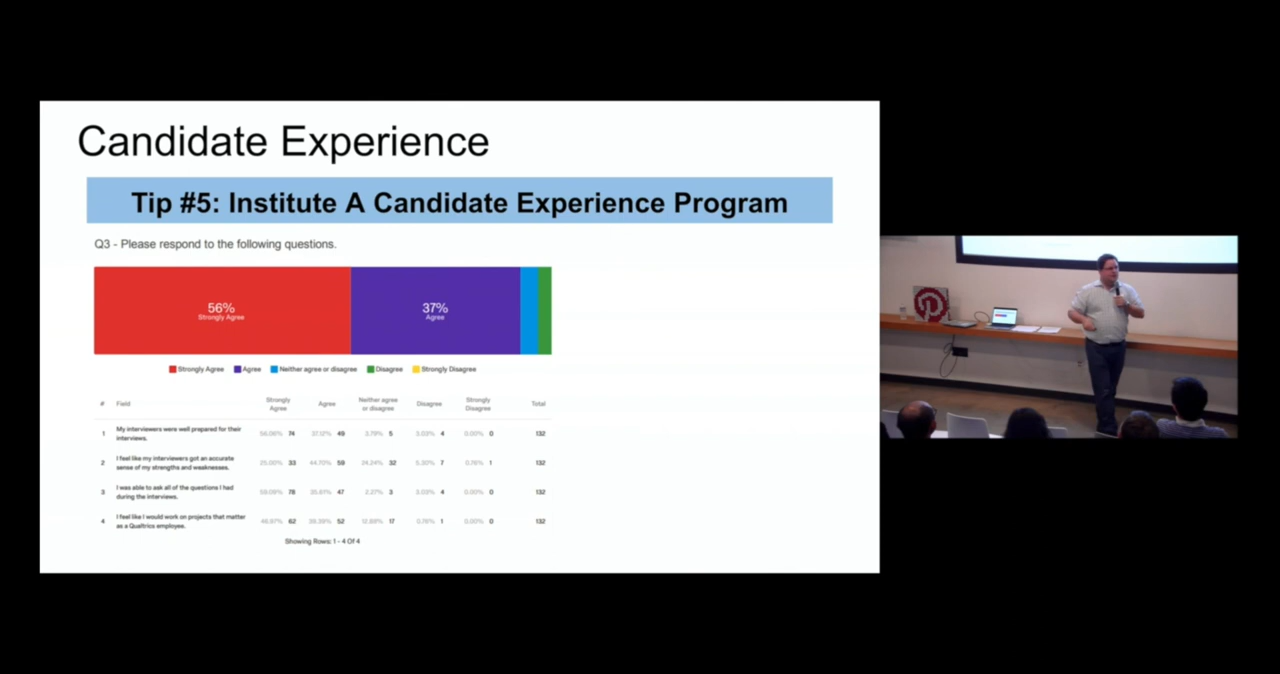 Candidate Experience
Tip #5: Institute A Candidate Experience Program
Q3 - Please respond to the following questions.
56%
Strongly Agree
37%
Agree
Strongly Agree Agree Neither agree or disagree Disagree Strongly Disagree
# Field Strongly Agree Agree Neither agree or disagree Disagree Strongly Disagree Total
1 My interviewers were well prepared for their interviews. 56.06% 74 37.12% 49 3.79% 5 3.03% 4 0.00% 0 132
2 I feel like my interviewers got an accurate sense of my strengths and weaknesses. 25.00% 33 44.70% 59 24.24% 32 5.30% 7 0.76% 1 132
3 I was able to ask all of the questions I had during the interviews. 59.09% 78 35.61% 47 2.27% 3 3.03% 4 0.00% 0 132
4 I feel like I would work on projects that matter as a Qualtrics employee. 46.97% 62 39.39% 52 12.88% 17 0.76% 1 0.00% 0 132
Showing Rows: 1 - 4 Of 4